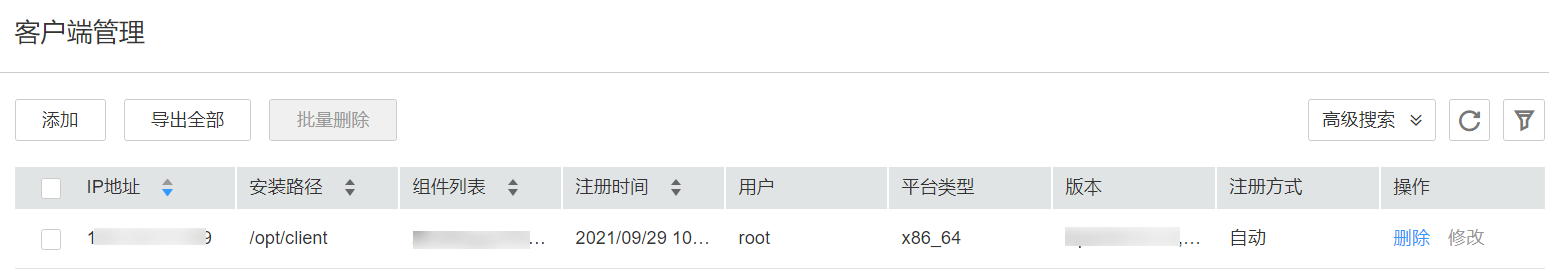 客户端管理
添加 导出全部 批量删除 高级搜索
IP地址 安装路径 组件列表 注册时间 用户 平台类型 版本 注册方式 操作
/opt/client 2021/09/29 10... root x86_64 自动 删除 修改